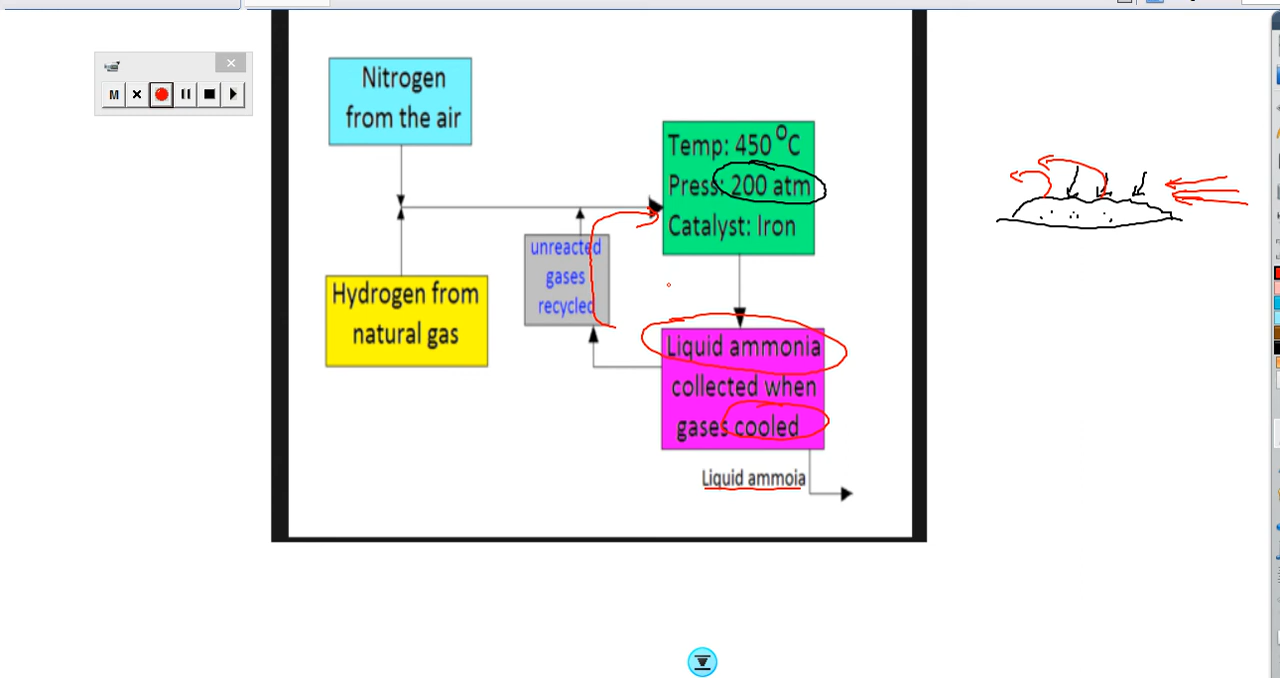 M
Nitrogen
from the air
Temp: 450 ºC
Press: 200 atm
Catalyst: Iron
unreacted
gases
recycled
Hydrogen from
natural gas
Liquid ammonia
collected when
gases cooled
Liquid ammoia